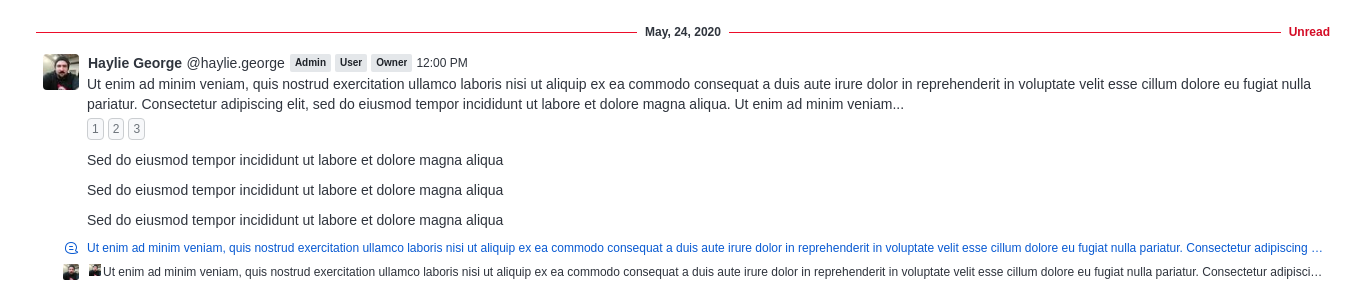 May, 24, 2020 Unread
Haylie George @haylie.george Admin User Owner 12:00 PM
Ut enim ad minim veniam, quis nostrud exercitation ullamco laboris nisi ut aliquip ex ea commodo consequat a duis aute irure dolor in reprehenderit in voluptate velit esse cillum dolore eu fugiat nulla
pariatur. Consectetur adipiscing elit, sed do eiusmod tempor incididunt ut labore et dolore magna aliqua. Ut enim ad minim veniam...
1 2 3
Sed do eiusmod tempor incididunt ut labore et dolore magna aliqua
Sed do eiusmod tempor incididunt ut labore et dolore magna aliqua
Sed do eiusmod tempor incididunt ut labore et dolore magna aliqua
Ut enim ad minim veniam, quis nostrud exercitation ullamco laboris nisi ut aliquip ex ea commodo consequat a duis aute irure dolor in reprehenderit in voluptate velit esse cillum dolore eu fugiat nulla pariatur. Consectetur adipiscing …
Ut enim ad minim veniam, quis nostrud exercitation ullamco laboris nisi ut aliquip ex ea commodo consequat a duis aute irure dolor in reprehenderit in voluptate velit esse cillum dolore eu fugiat nulla pariatur. Consectetur adipisci…